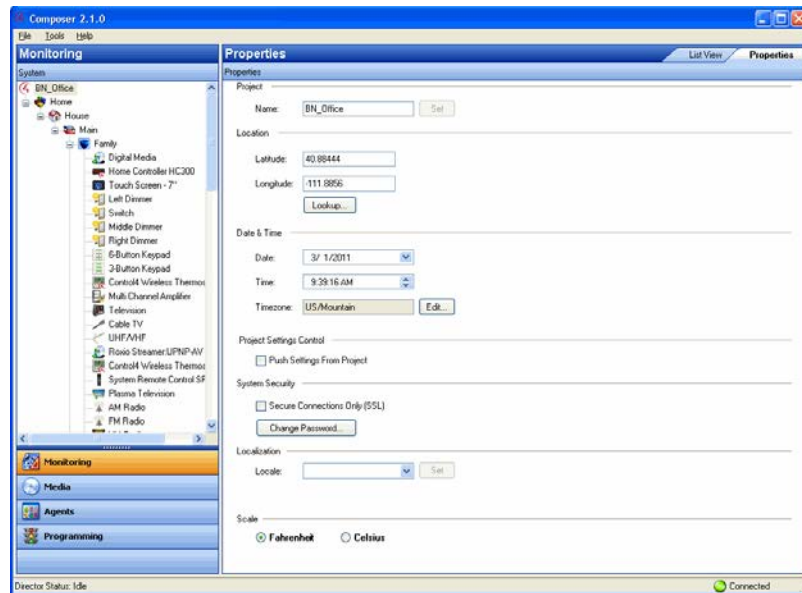 Composer 2.1.0
File Tools Help
Monitoring
Properties
List View
Properties
System
Properties
BN_Office
Home
House
Main
Family
Digital Media
Home Controller HC300
Touch Screen - 7"
Left Dimmer
Switch
Middle Dimmer
Right Dimmer
6-Button Keypad
3-Button Keypad
Control4 Wireless Thermos
Multi Channel Amplifier
Television
Cable TV
UHF/VHF
Roxio Streamer:UPNP-AV
Control4 Wireless Thermos
System Remote Control SR
Plasma Television
AM Radio
FM Radio
Monitoring
Media
Agents
Programming
Project
Name: BN_Office Set
Location
Latitude: 40.88444
Longitude: -111.8856
Lookup...
Date & Time
Date: 3/ 1/2011
Time: 9:39:16 AM
Timezone: US/Mountain Edit...
Project Settings Control
Push Settings From Project
System Security
Secure Connections Only (SSL)
Change Password...
Localization
Locale: Set
Scale
Fahrenheit Celsius
Director Status: Idle
Connected